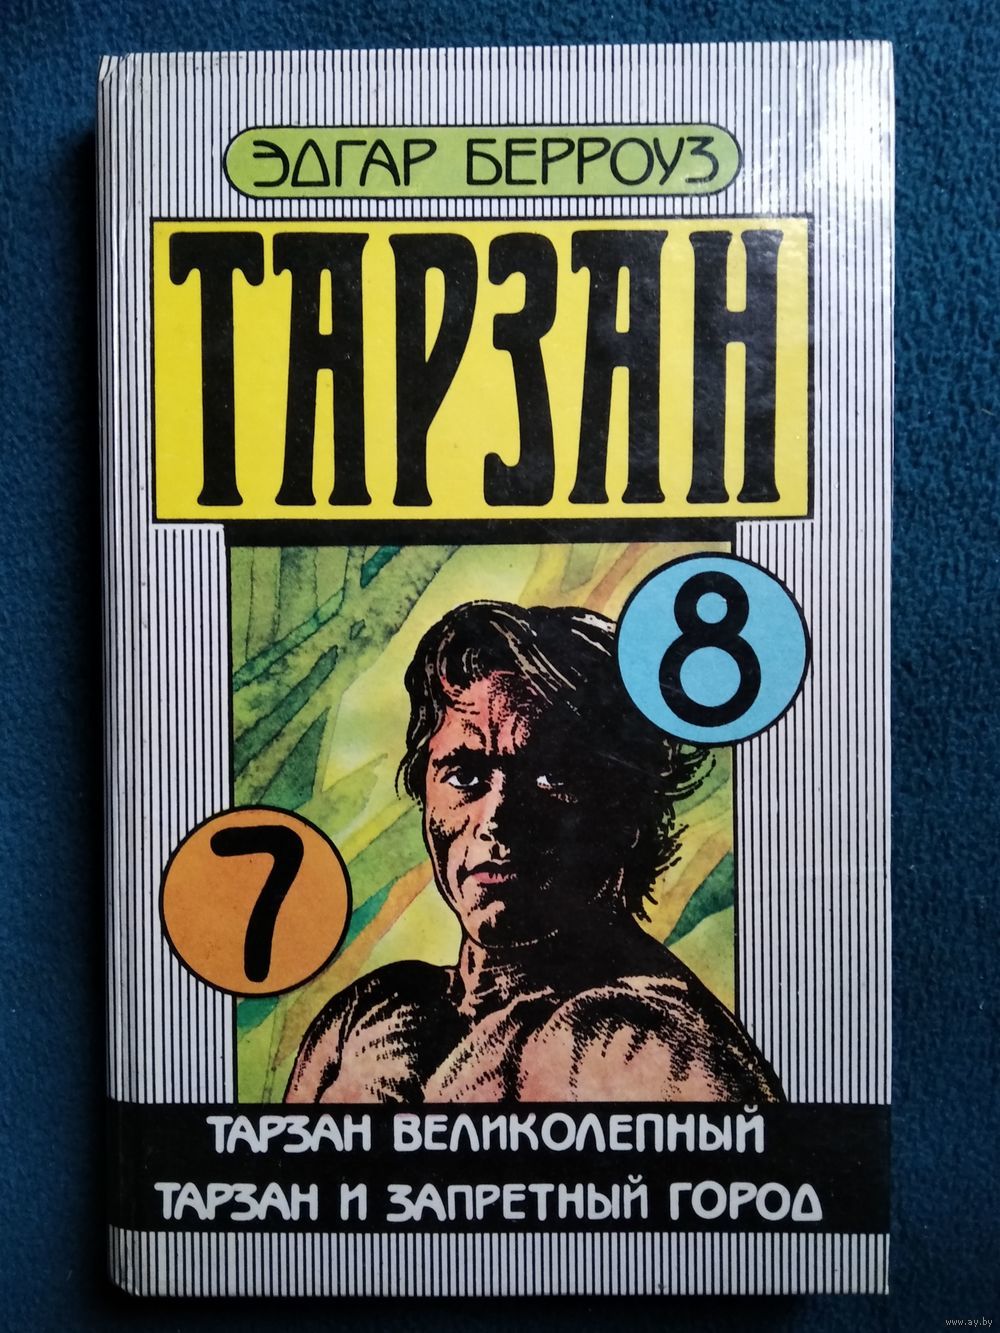 ЭДГАР БЕРРОУЗ
ТАРЗАН
8
7
ТАРЗАН ВЕЛИКОЛЕПНЫЙ
ТАРЗАН И ЗАПРЕТНЫЙ ГОРОД
www.ay.by